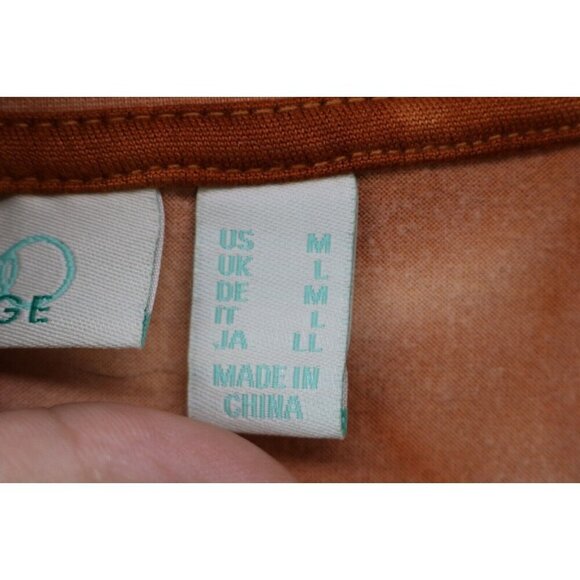 GE
US M
UK L
DE M
IT L
JA LL
MADE IN
CHINA